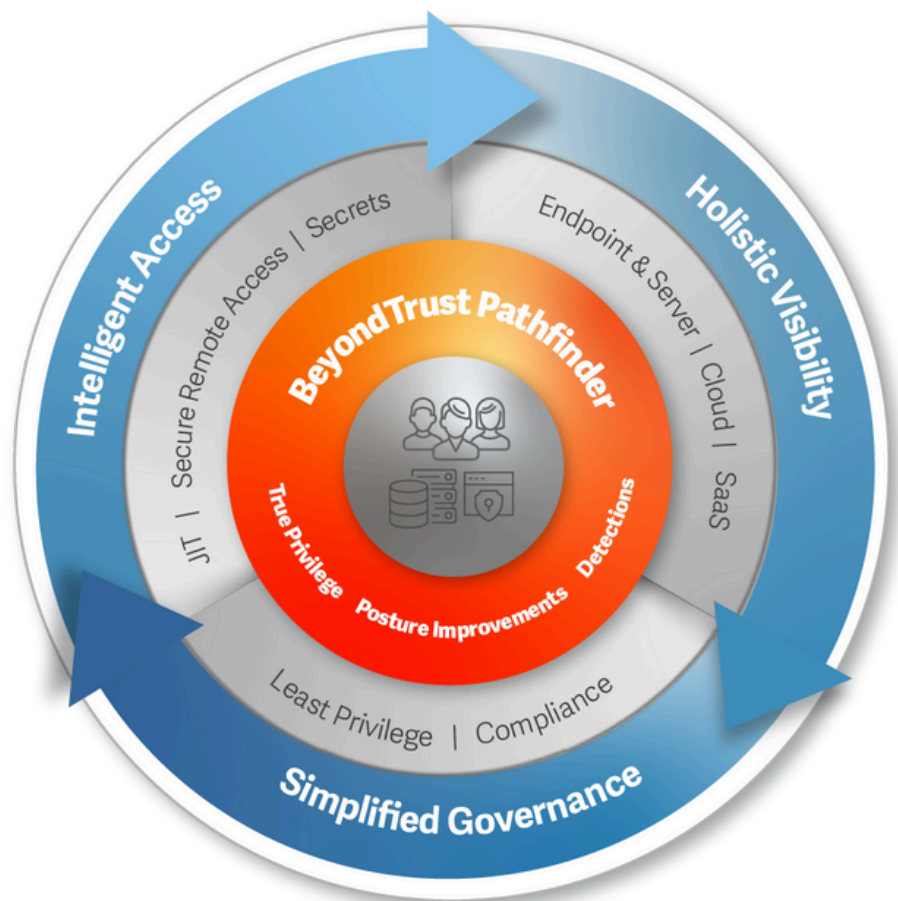 Intelligent Access
Holistic Visibility
Simplified Governance
JIT | Secure Remote Access | Secrets
Endpoint & Server | Cloud | SaaS
Least Privilege | Compliance
BeyondTrust Pathfinder
True Privilege
Posture Improvements
Detections